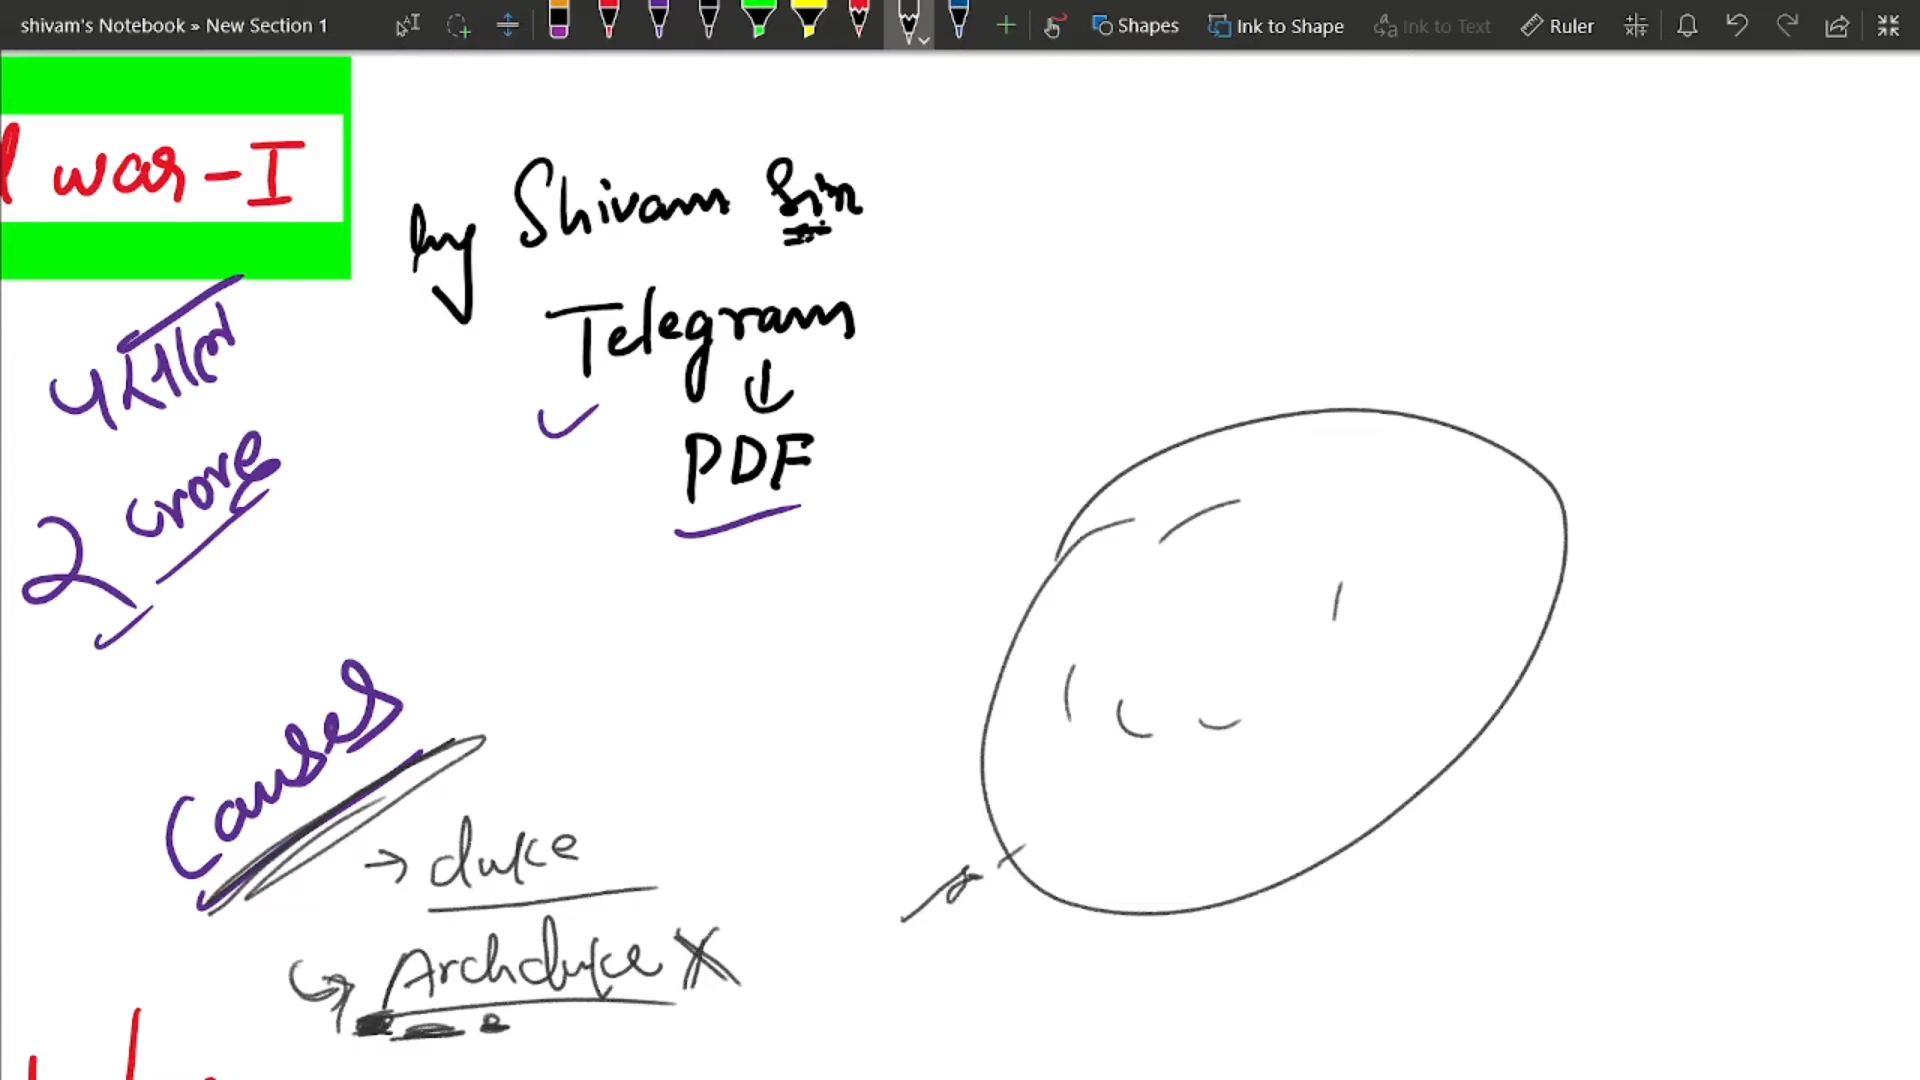 shivam's Notebook » New Section 1
Shapes
Ink to Shape
Ink to Text
Ruler
war-I
by Shivam Sir
Telegram
PDF
4 साल
2 crore
Causes
→ duke
Archduke X